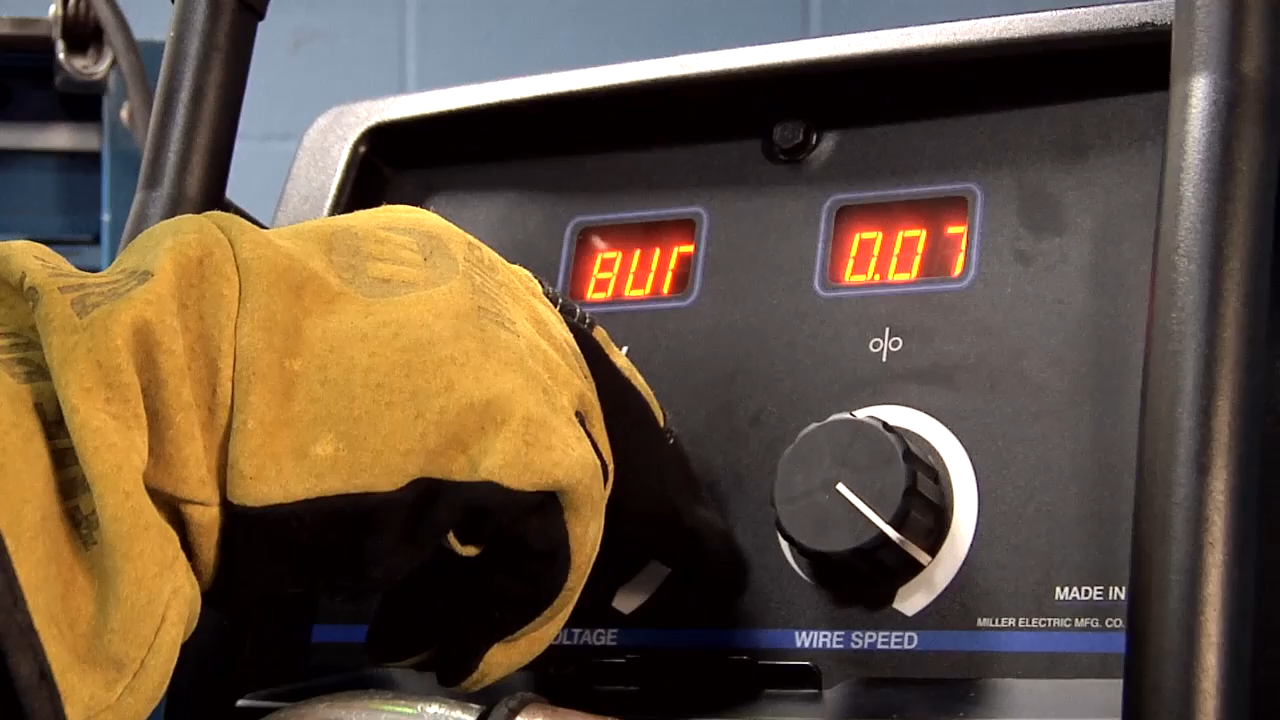 BUr
0.07
o|o
MADE IN
MILLER ELECTRIC MFG. CO.
OLTAGE
WIRE SPEED